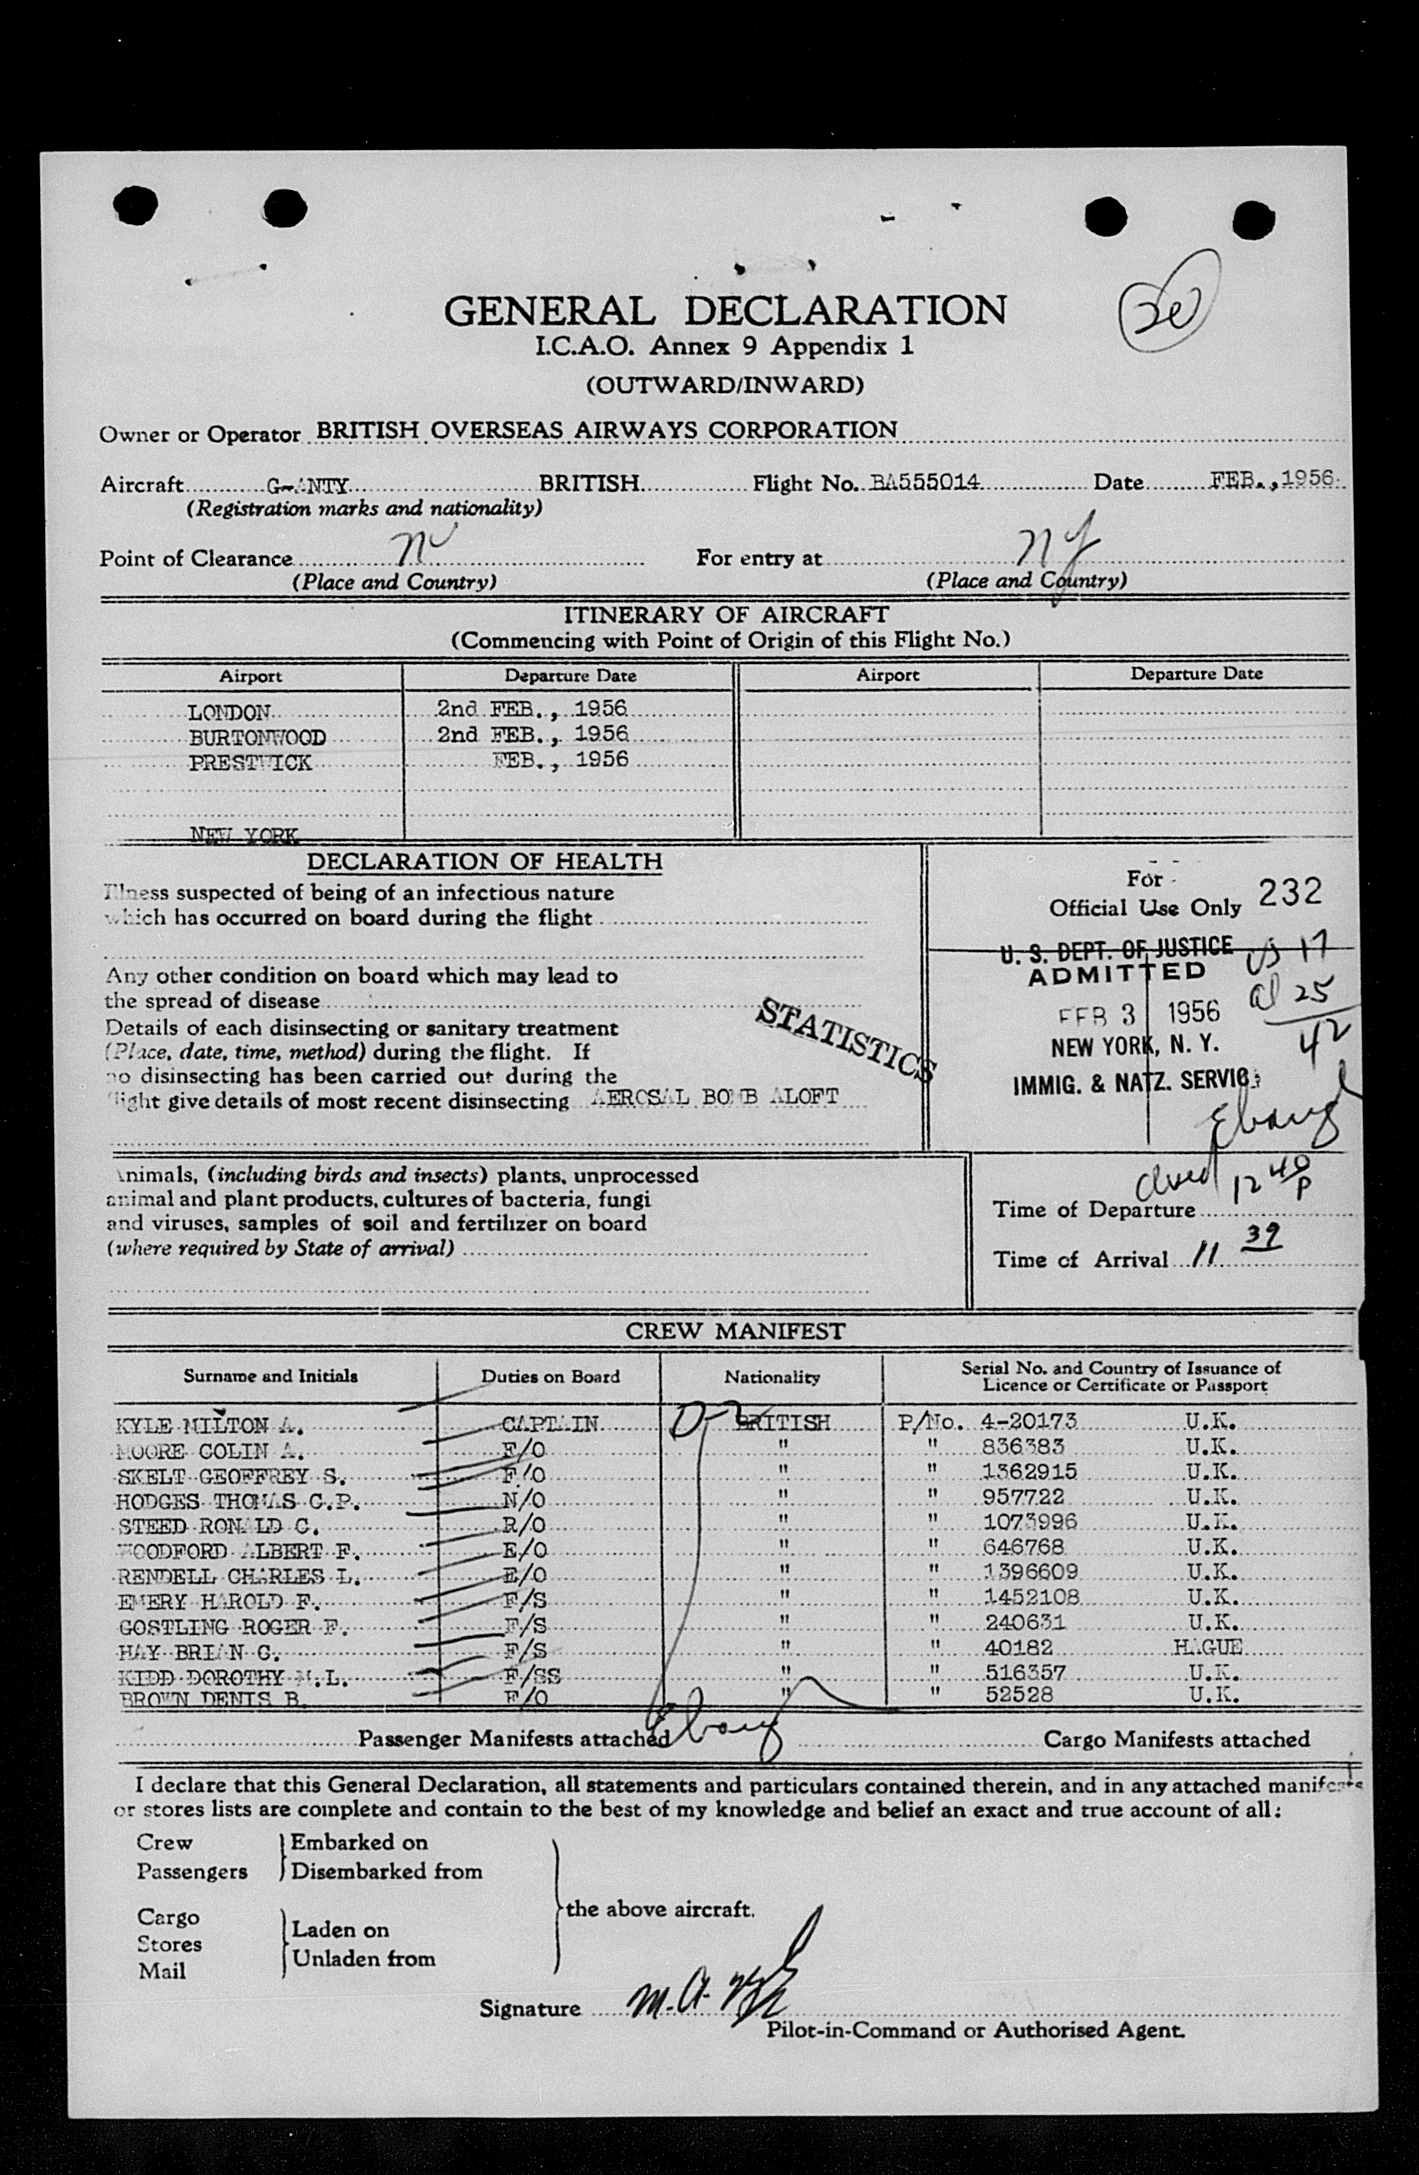 GENERAL DECLARATION
I.C.A.O. Annex 9 Appendix 1
(OUTWARD/INWARD)
Owner or Operator BRITISH OVERSEAS AIRWAYS CORPORATION
Aircraft G-ANTY BRITISH Flight No. BA555014 Date FEB., 1956
(Registration marks and nationality)
Point of Clearance For entry at NY
(Place and Country) (Place and Country)
ITINERARY OF AIRCRAFT
(Commencing with Point of Origin of this Flight No.)
Airport Departure Date Airport Departure Date
LONDON 2nd FEB., 1956
BURTONWOOD 2nd FEB., 1956
PRESTWICK FEB., 1956
NEW YORK
DECLARATION OF HEALTH
Illness suspected of being of an infectious nature
which has occurred on board during the flight
Any other condition on board which may lead to
the spread of disease
Details of each disinsecting or sanitary treatment
(Place, date, time, method) during the flight. If
no disinsecting has been carried out during the
flight give details of most recent disinsecting AEROSAL BOMB ALOFT
STATISTICS
For
Official Use Only 232
U. S. DEPT. OF JUSTICE US 17
ADMITTED al 25
FEB 3 1956 42
NEW YORK, N. Y.
IMMIG. & NATZ. SERVICE
Animals, (including birds and insects) plants, unprocessed
animal and plant products, cultures of bacteria, fungi
and viruses, samples of soil and fertilizer on board
(where required by State of arrival)
12 40 P
Time of Departure
Time of Arrival 11 39
CREW MANIFEST
Surname and Initials Duties on Board Nationality Serial No. and Country of Issuance of
Licence or Certificate or Passport
KYLE MILTON A. CAPTAIN BRITISH P/No. 4-20173 U.K.
MOORE COLIN A. F/O " " 836383 U.K.
SKELT GEOFFREY S. F/O " " 1362915 U.K.
HODGES THOMAS C.P. N/O " " 957722 U.K.
STEED RONALD C. R/O " " 1073996 U.K.
WOODFORD ALBERT F. E/O " " 646768 U.K.
RENDELL CHARLES L. E/O " " 1396609 U.K.
EMERY HAROLD F. F/S " " 1452108 U.K.
GOSTLING ROGER F. F/S " " 240631 U.K.
HAY BRIAN C. F/S " " 40182 HAGUE
KIDD DOROTHY M.L. F/SS " " 516357 U.K.
BROWN DENIS B. F/O " " 52528 U.K.
Passenger Manifests attached Cargo Manifests attached
I declare that this General Declaration, all statements and particulars contained therein, and in any attached manifests
or stores lists are complete and contain to the best of my knowledge and belief an exact and true account of all:
Crew Embarked on
Passengers Disembarked from
the above aircraft.
Cargo
Stores Laden on
Mail Unladen from
Signature M. A. Kyle
Pilot-in-Command or Authorised Agent.